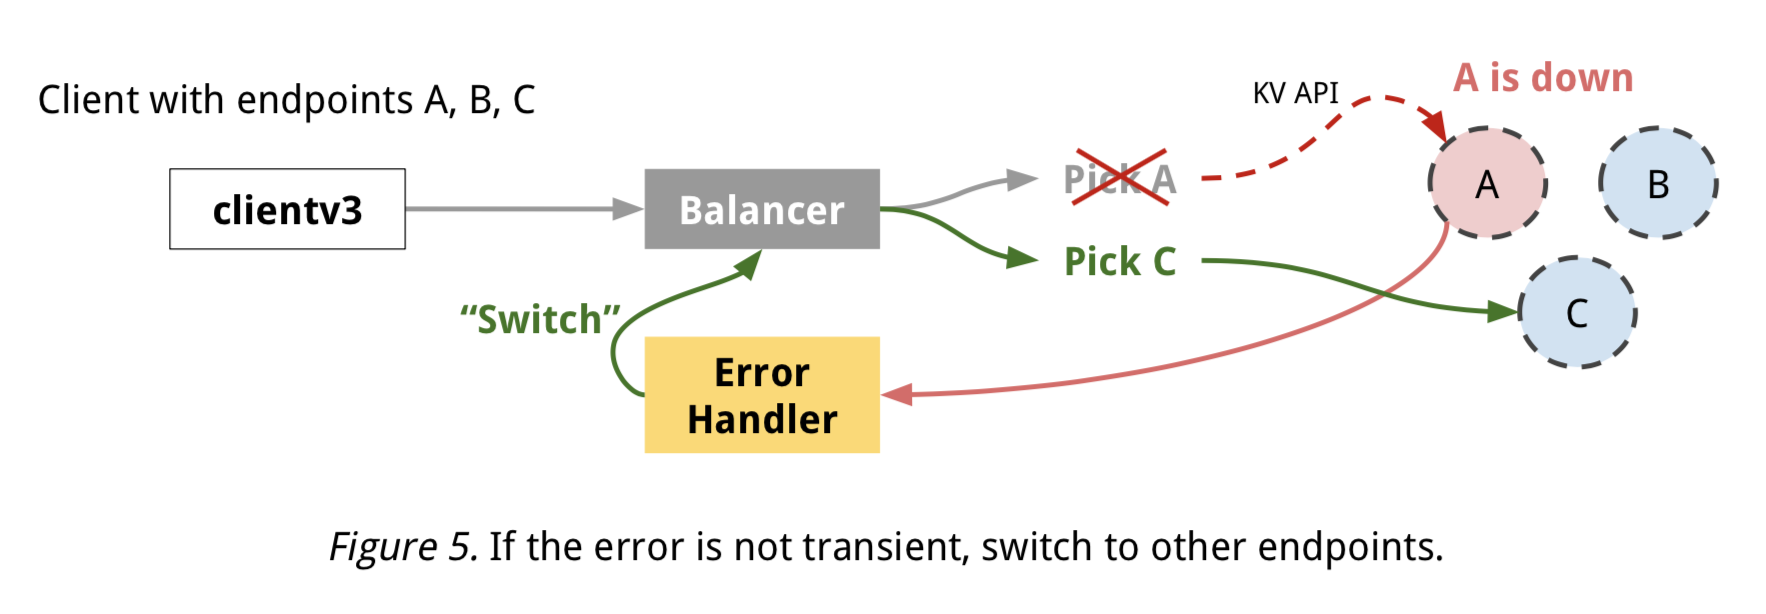 Client with endpoints A, B, C
KV API
A is down
clientv3
Balancer
Pick A
A
B
Pick C
"Switch"
C
Error
Handler
Figure 5. If the error is not transient, switch to other endpoints.